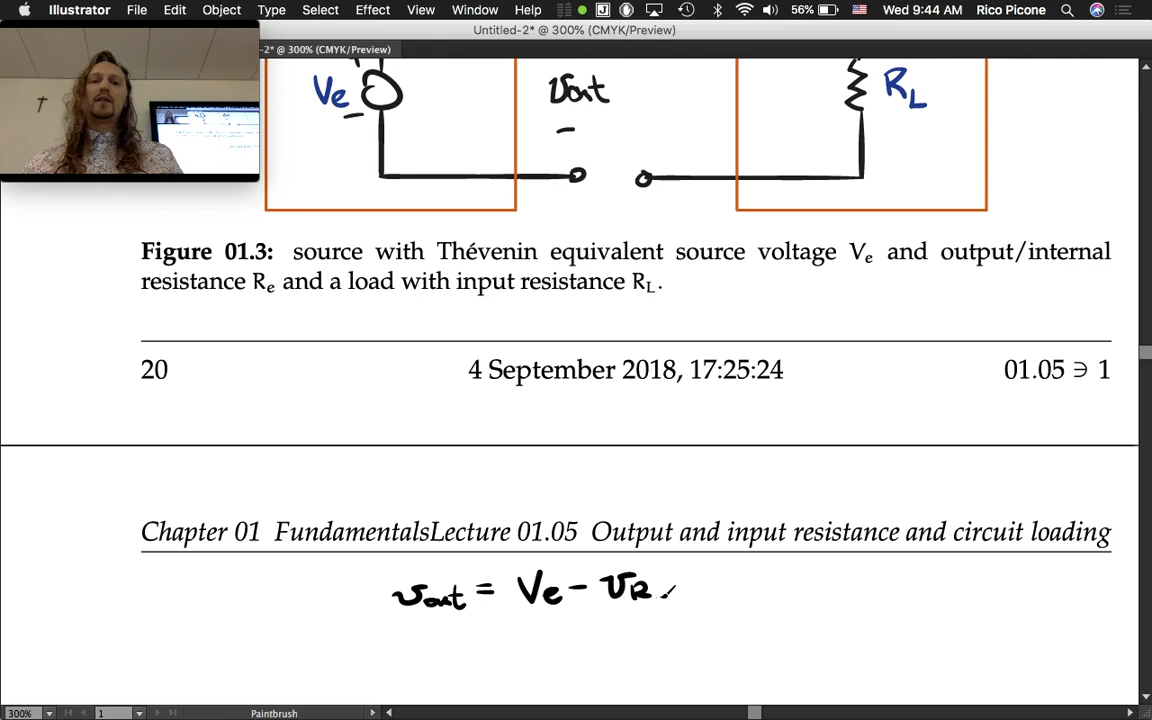 Illustrator File Edit Object Type Select Effect View Window Help 56% Wed 9:44 AM Rico Picone
Untitled-2* @ 300% (CMYK/Preview)
-2* @ 300% (CMYK/Preview)
Ve
vout
RL
Figure 01.3: source with Thévenin equivalent source voltage Ve and output/internal
resistance Re and a load with input resistance RL.
20 4 September 2018, 17:25:24 01.05 ∋ 1
Chapter 01 FundamentalsLecture 01.05 Output and input resistance and circuit loading
vout = Ve − vR
300% 1 Paintbrush